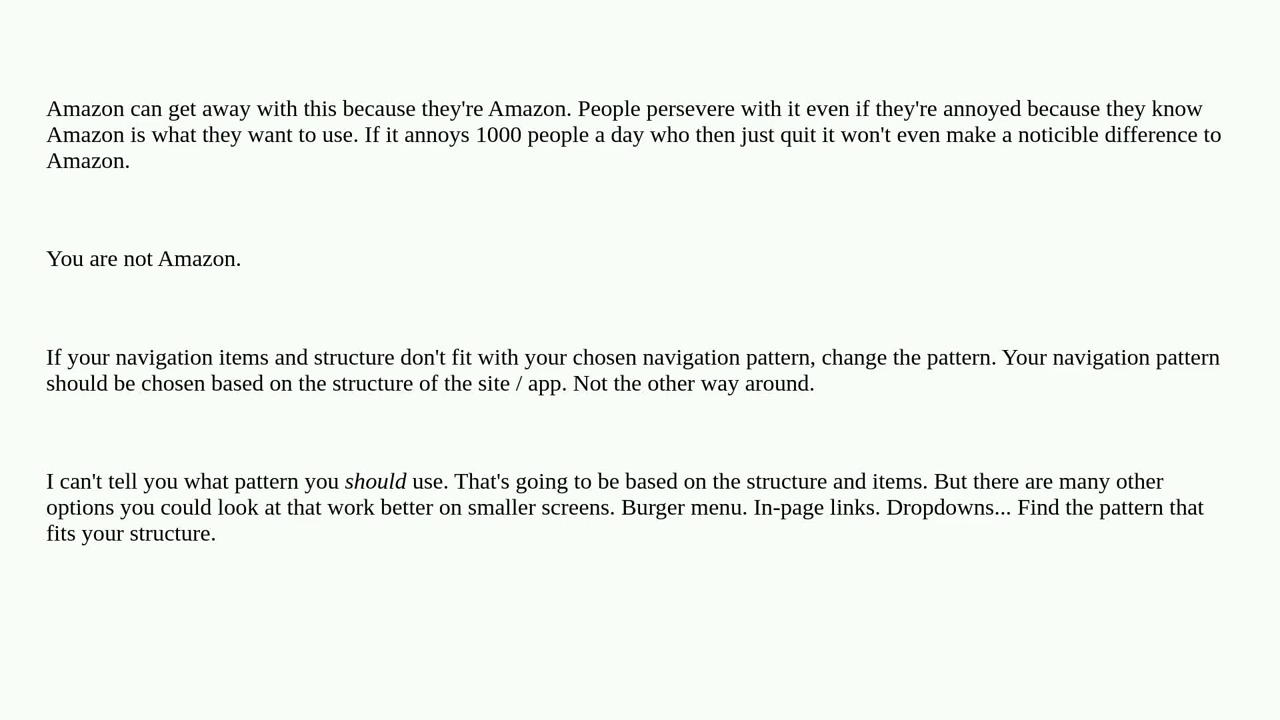 Amazon can get away with this because they're Amazon. People persevere with it even if they're annoyed because they know
Amazon is what they want to use. If it annoys 1000 people a day who then just quit it won't even make a noticible difference to
Amazon.
You are not Amazon.
If your navigation items and structure don't fit with your chosen navigation pattern, change the pattern. Your navigation pattern
should be chosen based on the structure of the site / app. Not the other way around.
I can't tell you what pattern you should use. That's going to be based on the structure and items. But there are many other
options you could look at that work better on smaller screens. Burger menu. In-page links. Dropdowns... Find the pattern that
fits your structure.